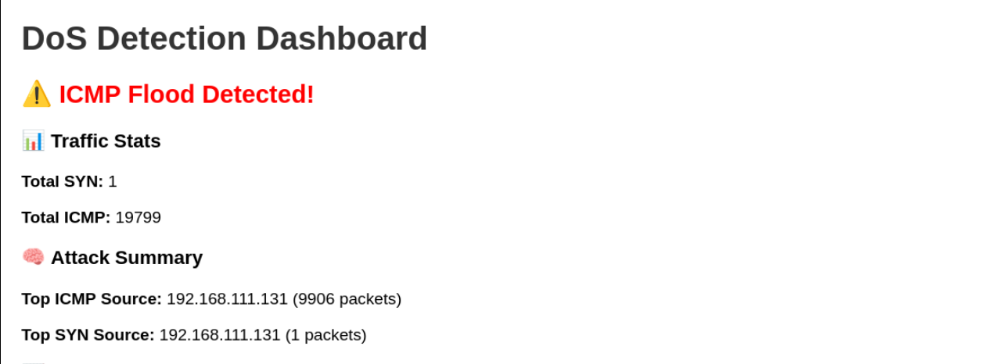 DoS Detection Dashboard
⚠️ ICMP Flood Detected!
📊 Traffic Stats
Total SYN: 1
Total ICMP: 19799
🧠 Attack Summary
Top ICMP Source: 192.168.111.131 (9906 packets)
Top SYN Source: 192.168.111.131 (1 packets)